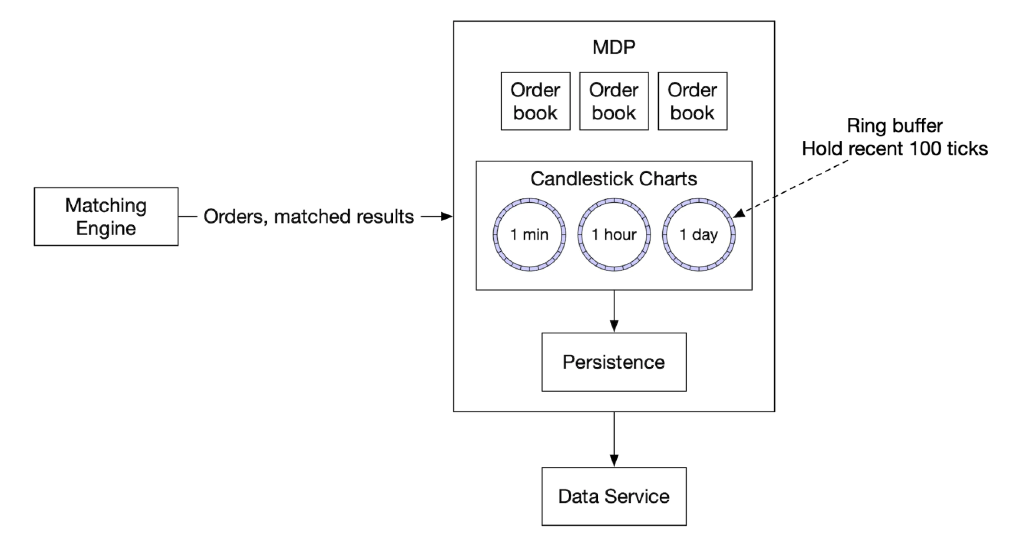 MDP
Order
book
Order
book
Order
book
Ring buffer
Hold recent 100 ticks
Candlestick Charts
Matching
Engine
Orders, matched results
1 min
1 hour
1 day
Persistence
Data Service